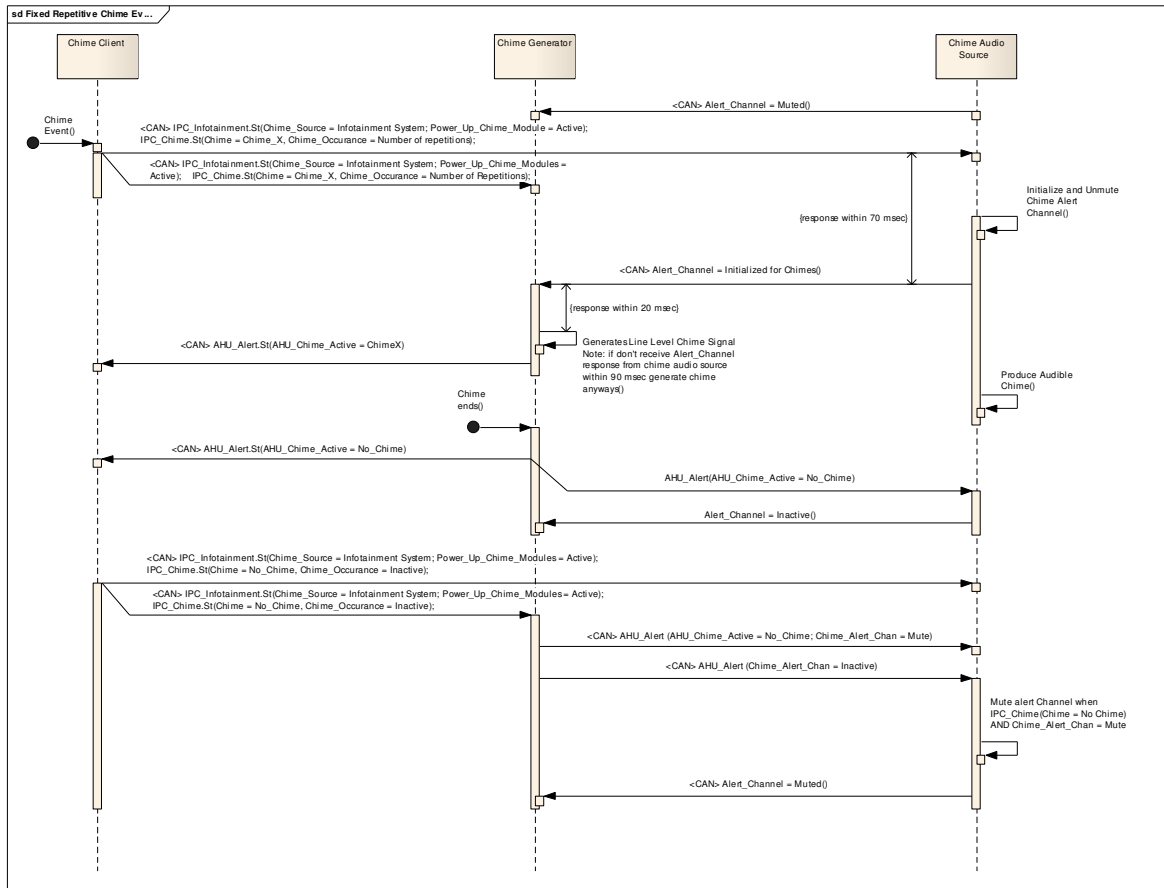 sd Fixed Repetitive Chime Ev...
Chime Client
Chime Generator
Chime Audio
Source
<CAN> Alert_Channel = Muted()
Chime
Event()
<CAN> IPC_Infotainment.St(Chime_Source = Infotainment System; Power_Up_Chime_Module = Active);
IPC_Chime.St(Chime = Chime_X, Chime_Occurance = Number of repetitions);
<CAN> IPC_Infotainment.St(Chime_Source = Infotainment System; Power_Up_Chime_Modules =
Active);    IPC_Chime.St(Chime = Chime_X, Chime_Occurance = Number of Repetitions);
Initialize and Unmute
Chime Alert
Channel()
{response within 70 msec}
<CAN> Alert_Channel = Initialized for Chimes()
{response within 20 msec}
Generates Line Level Chime Signal
Note: if don't receive Alert_Channel
response from chime audio source
within 90 msec generate chime
anyways()
<CAN> AHU_Alert.St(AHU_Chime_Active = ChimeX)
Produce Audible
Chime()
Chime
ends()
<CAN> AHU_Alert.St(AHU_Chime_Active = No_Chime)
AHU_Alert(AHU_Chime_Active = No_Chime)
Alert_Channel = Inactive()
<CAN> IPC_Infotainment.St(Chime_Source = Infotainment System; Power_Up_Chime_Modules = Active);
IPC_Chime.St(Chime = No_Chime, Chime_Occurance = Inactive);
<CAN> IPC_Infotainment.St(Chime_Source = Infotainment System; Power_Up_Chime_Modules = Active);
IPC_Chime.St(Chime = No_Chime, Chime_Occurance = Inactive);
<CAN> AHU_Alert (AHU_Chime_Active = No_Chime; Chime_Alert_Chan = Mute)
<CAN> AHU_Alert (Chime_Alert_Chan = Inactive)
Mute alert Channel when
IPC_Chime(Chime = No Chime)
AND Chime_Alert_Chan = Mute
<CAN> Alert_Channel = Muted()